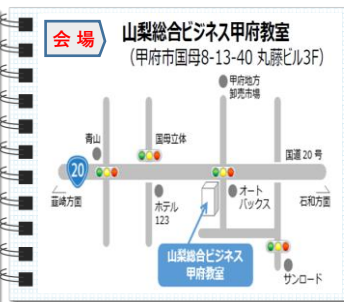 会場
山梨総合ビジネス甲府教室
(甲府市国母8-13-40 丸藤ビル3F)
甲府地方
卸売市場
青山
国母立体
国道20号
20
韮崎方面
ホテル
123
オート
バックス
石和方面
山梨総合ビジネス
甲府教室
サンロード